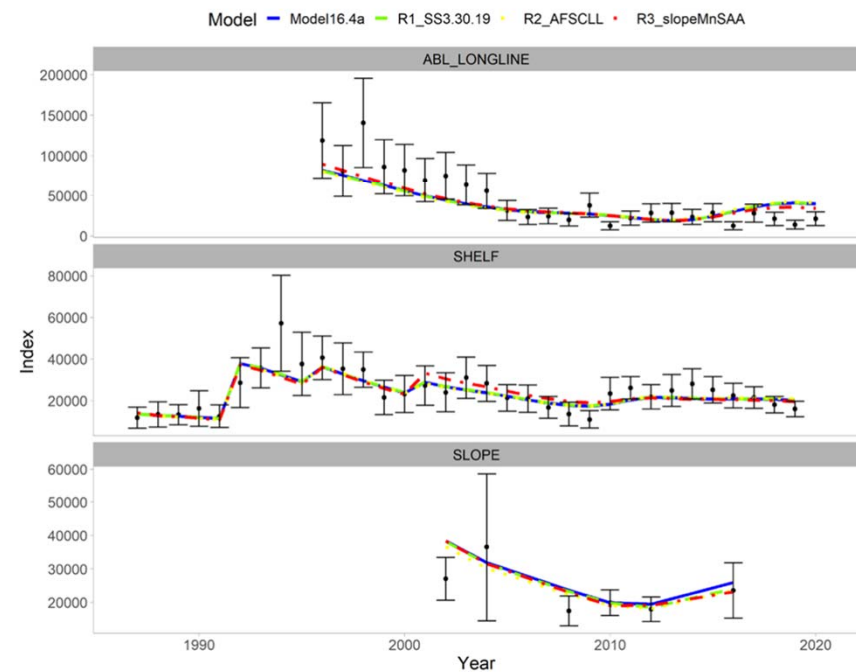 Model Model16.4a R1_SS3.30.19 R2_AFSCLL R3_slopeMnSAA
ABL_LONGLINE
200000
150000
100000
50000
0
SHELF
80000
60000
40000
20000
Index
SLOPE
60000
50000
40000
30000
20000
1990 2000 2010 2020
Year